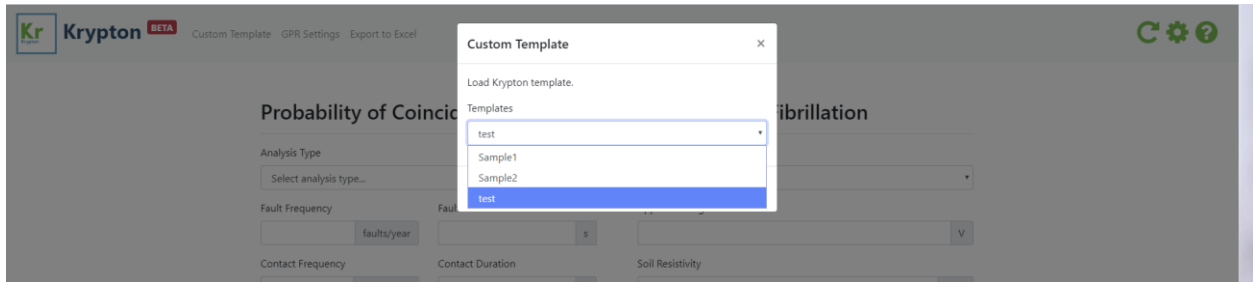 Kr
Krypton
Krypton BETA
Custom Template GPR Settings Export to Excel
Custom Template ×
Load Krypton template.
Probability of Coincid
ibrillation
Templates
test
Analysis Type
Sample1
Select analysis type...
Sample2
test
Fault Frequency
Faul
faults/year
s
V
Contact Frequency
Contact Duration
Soil Resistivity